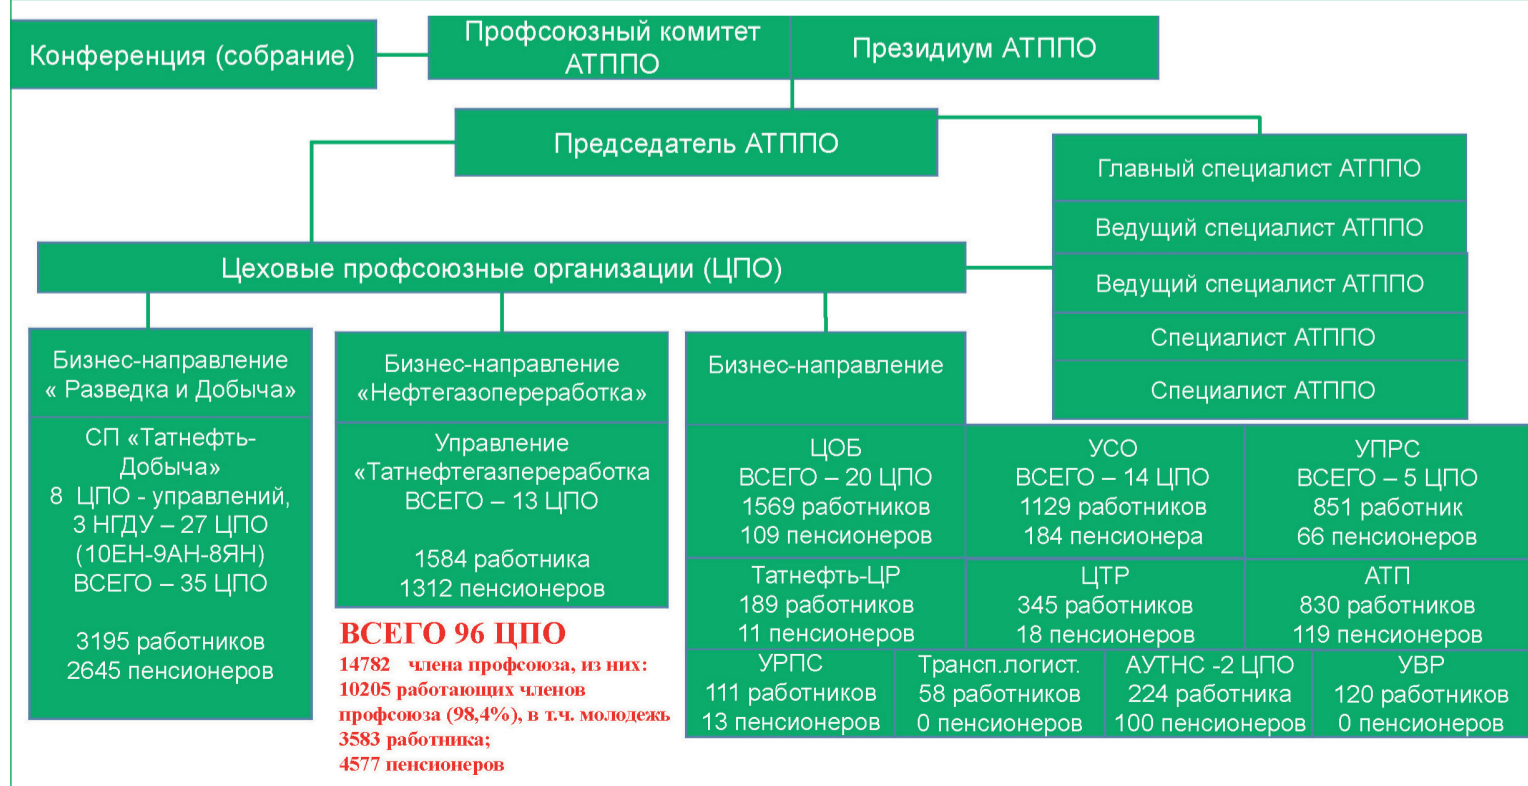 Конференция (собрание)
Профсоюзный комитет
АТППО
Президиум АТППО
Председатель АТППО
Главный специалист АТППО
Ведущий специалист АТППО
Ведущий специалист АТППО
Специалист АТППО
Специалист АТППО
Цеховые профсоюзные организации (ЦПО)
Бизнес-направление
« Разведка и Добыча»
СП «Татнефть-
Добыча»
8 ЦПО - управлений,
3 НГДУ – 27 ЦПО
(10ЕН-9АН-8ЯН)
ВСЕГО – 35 ЦПО
3195 работников
2645 пенсионеров
Бизнес-направление
«Нефтегазопереработка»
Управление
«Татнефтегазпереработка
ВСЕГО – 13 ЦПО
1584 работника
1312 пенсионеров
ВСЕГО 96 ЦПО
14782 члена профсоюза, из них:
10205 работающих членов
профсоюза (98,4%), в т.ч. молодежь
3583 работника;
4577 пенсионеров
Бизнес-направление
ЦОБ
ВСЕГО – 20 ЦПО
1569 работников
109 пенсионеров
УСО
ВСЕГО – 14 ЦПО
1129 работников
184 пенсионера
УПРС
ВСЕГО – 5 ЦПО
851 работник
66 пенсионеров
Татнефть-ЦР
189 работников
11 пенсионеров
ЦТР
345 работников
18 пенсионеров
АТП
830 работников
119 пенсионеров
УРПС
111 работников
13 пенсионеров
Трансп.логист.
58 работников
0 пенсионеров
АУТНС -2 ЦПО
224 работника
100 пенсионеров
УВР
120 работников
0 пенсионеров